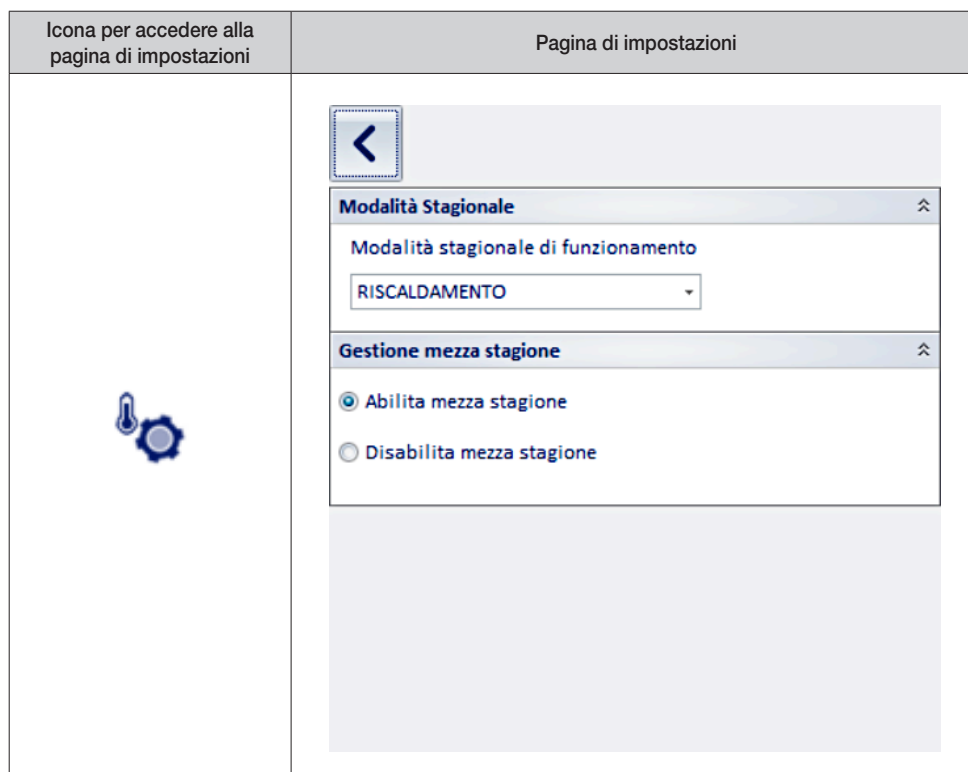 Icona per accedere alla
pagina di impostazioni
Pagina di impostazioni
Modalità Stagionale
Modalità stagionale di funzionamento
RISCALDAMENTO
Gestione mezza stagione
Abilita mezza stagione
Disabilita mezza stagione